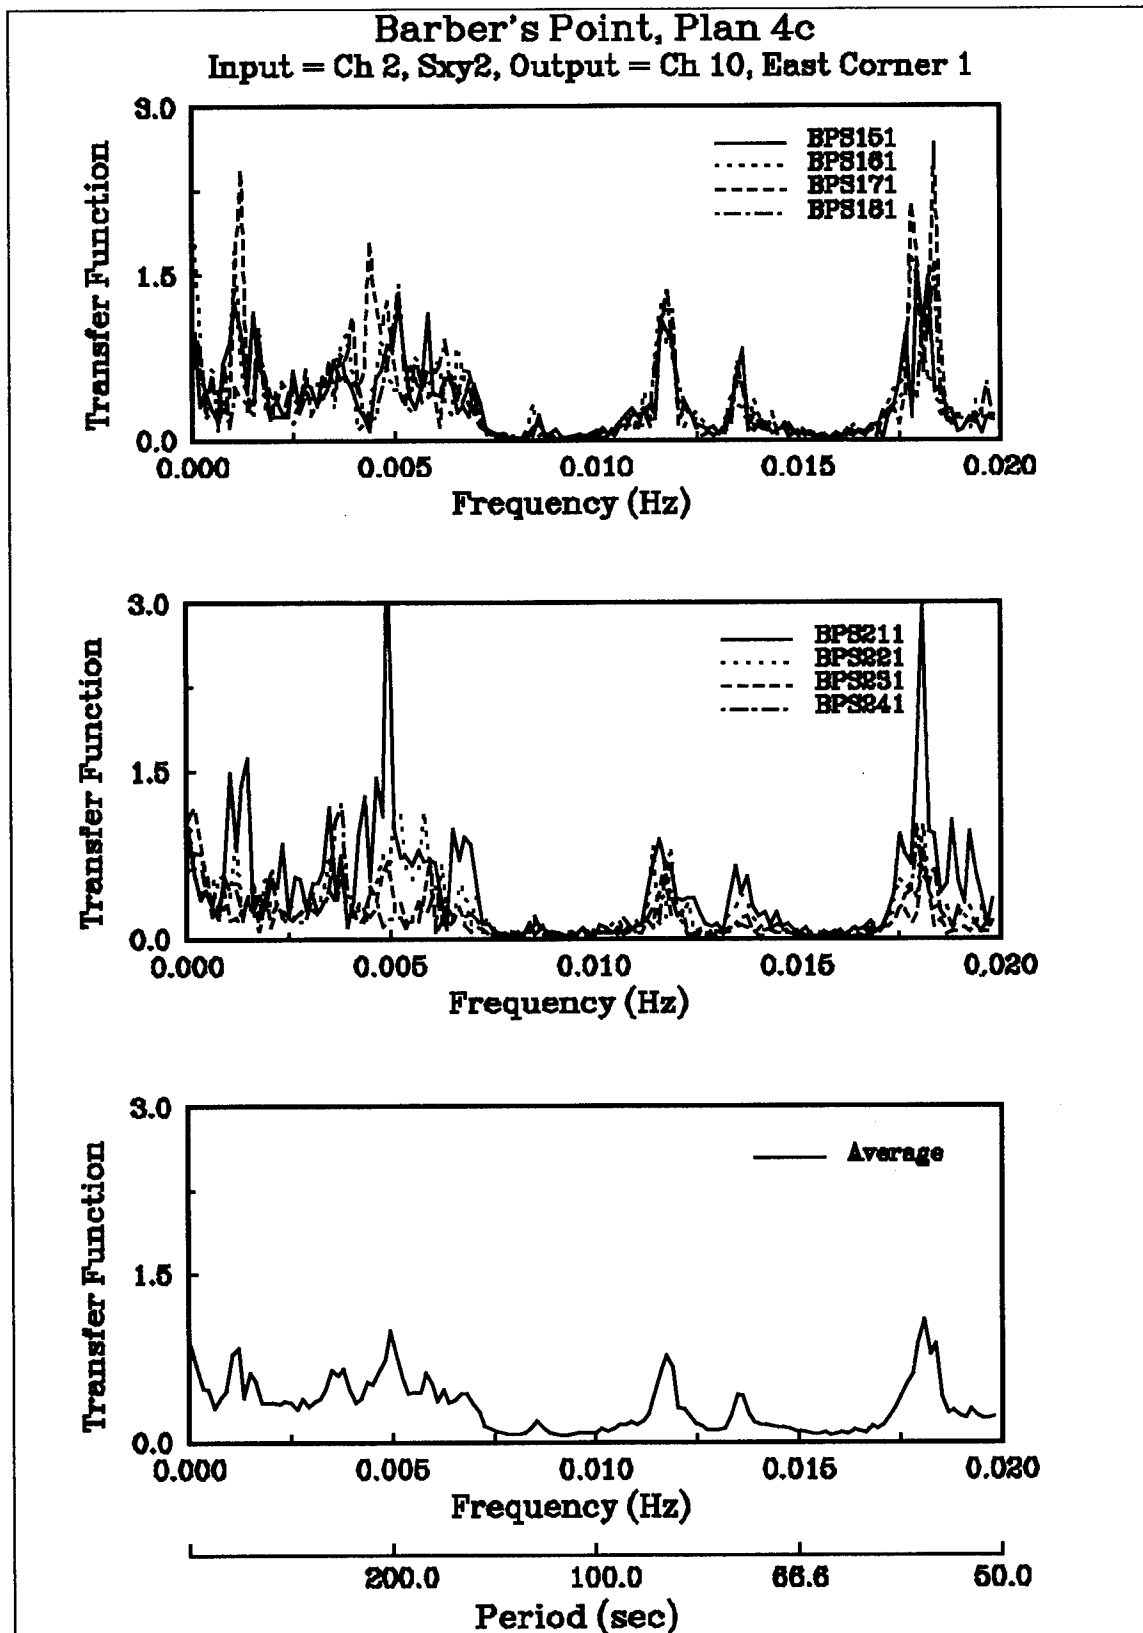 Barber's Point, Plan 4c
Input = Ch 2, Sxy2, Output = Ch 10, East Corner 1
3.0
1.5
0.0
Transfer Function
BPS151
BPS161
BPS171
BPS181
0.000 0.005 0.010 0.015 0.020
Frequency (Hz)
3.0
1.5
0.0
Transfer Function
BPS211
BPS221
BPS231
BPS241
0.000 0.005 0.010 0.015 0.020
Frequency (Hz)
3.0
1.5
0.0
Transfer Function
Average
0.000 0.005 0.010 0.015 0.020
Frequency (Hz)
200.0 100.0 66.6 50.0
Period (sec)